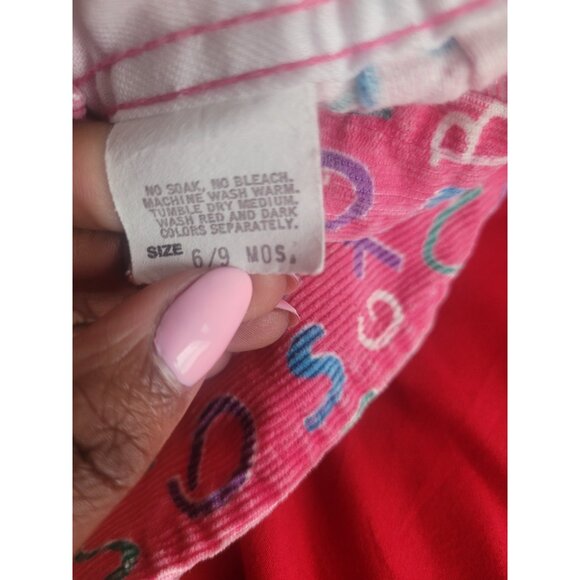 NO SOAK, NO BLEACH.
MACHINE WASH WARM.
TUMBLE DRY MEDIUM.
WASH RED AND DARK
COLORS SEPARATELY.
SIZE 6/9 MOS.
B
S